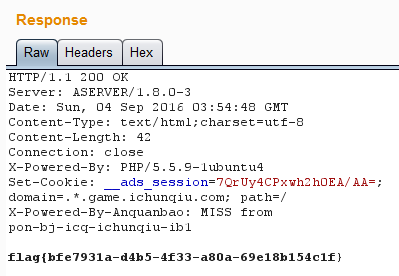 Response
Raw Headers Hex
HTTP/1.1 200 OK
Server: ASERVER/1.8.0-3
Date: Sun, 04 Sep 2016 03:54:48 GMT
Content-Type: text/html;charset=utf-8
Content-Length: 42
Connection: close
X-Powered-By: PHP/5.5.9-1ubuntu4
Set-Cookie: __ads_session=7QrUy4CPxwh2hOEA/AA=;
domain=.*.game.ichunqiu.com; path=/
X-Powered-By-Anquanbao: MISS from
pon-bj-icq-ichunqiu-ib1
flag{bfe7931a-d4b5-4f33-a80a-69e18b154c1f}